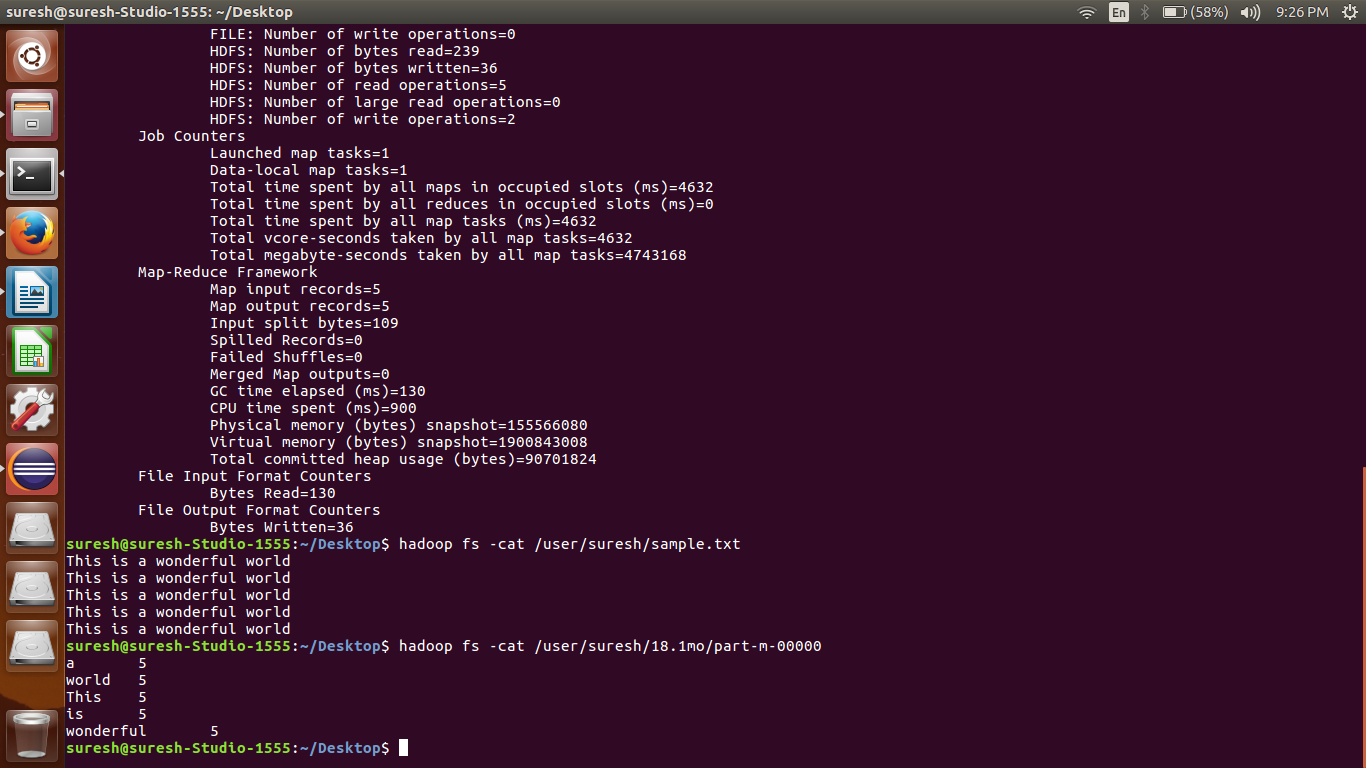 suresh@suresh-Studio-1555: ~/Desktop
En
(58%)
9:26 PM
FILE: Number of write operations=0
HDFS: Number of bytes read=239
HDFS: Number of bytes written=36
HDFS: Number of read operations=5
HDFS: Number of large read operations=0
HDFS: Number of write operations=2
Job Counters
Launched map tasks=1
Data-local map tasks=1
Total time spent by all maps in occupied slots (ms)=4632
Total time spent by all reduces in occupied slots (ms)=0
Total time spent by all map tasks (ms)=4632
Total vcore-seconds taken by all map tasks=4632
Total megabyte-seconds taken by all map tasks=4743168
Map-Reduce Framework
Map input records=5
Map output records=5
Input split bytes=109
Spilled Records=0
Failed Shuffles=0
Merged Map outputs=0
GC time elapsed (ms)=130
CPU time spent (ms)=900
Physical memory (bytes) snapshot=155566080
Virtual memory (bytes) snapshot=1900843008
Total committed heap usage (bytes)=90701824
File Input Format Counters
Bytes Read=130
File Output Format Counters
Bytes Written=36
suresh@suresh-Studio-1555:~/Desktop$ hadoop fs -cat /user/suresh/sample.txt
This is a wonderful world
This is a wonderful world
This is a wonderful world
This is a wonderful world
This is a wonderful world
suresh@suresh-Studio-1555:~/Desktop$ hadoop fs -cat /user/suresh/18.1mo/part-m-00000
a 5
world 5
This 5
is 5
wonderful 5
suresh@suresh-Studio-1555:~/Desktop$